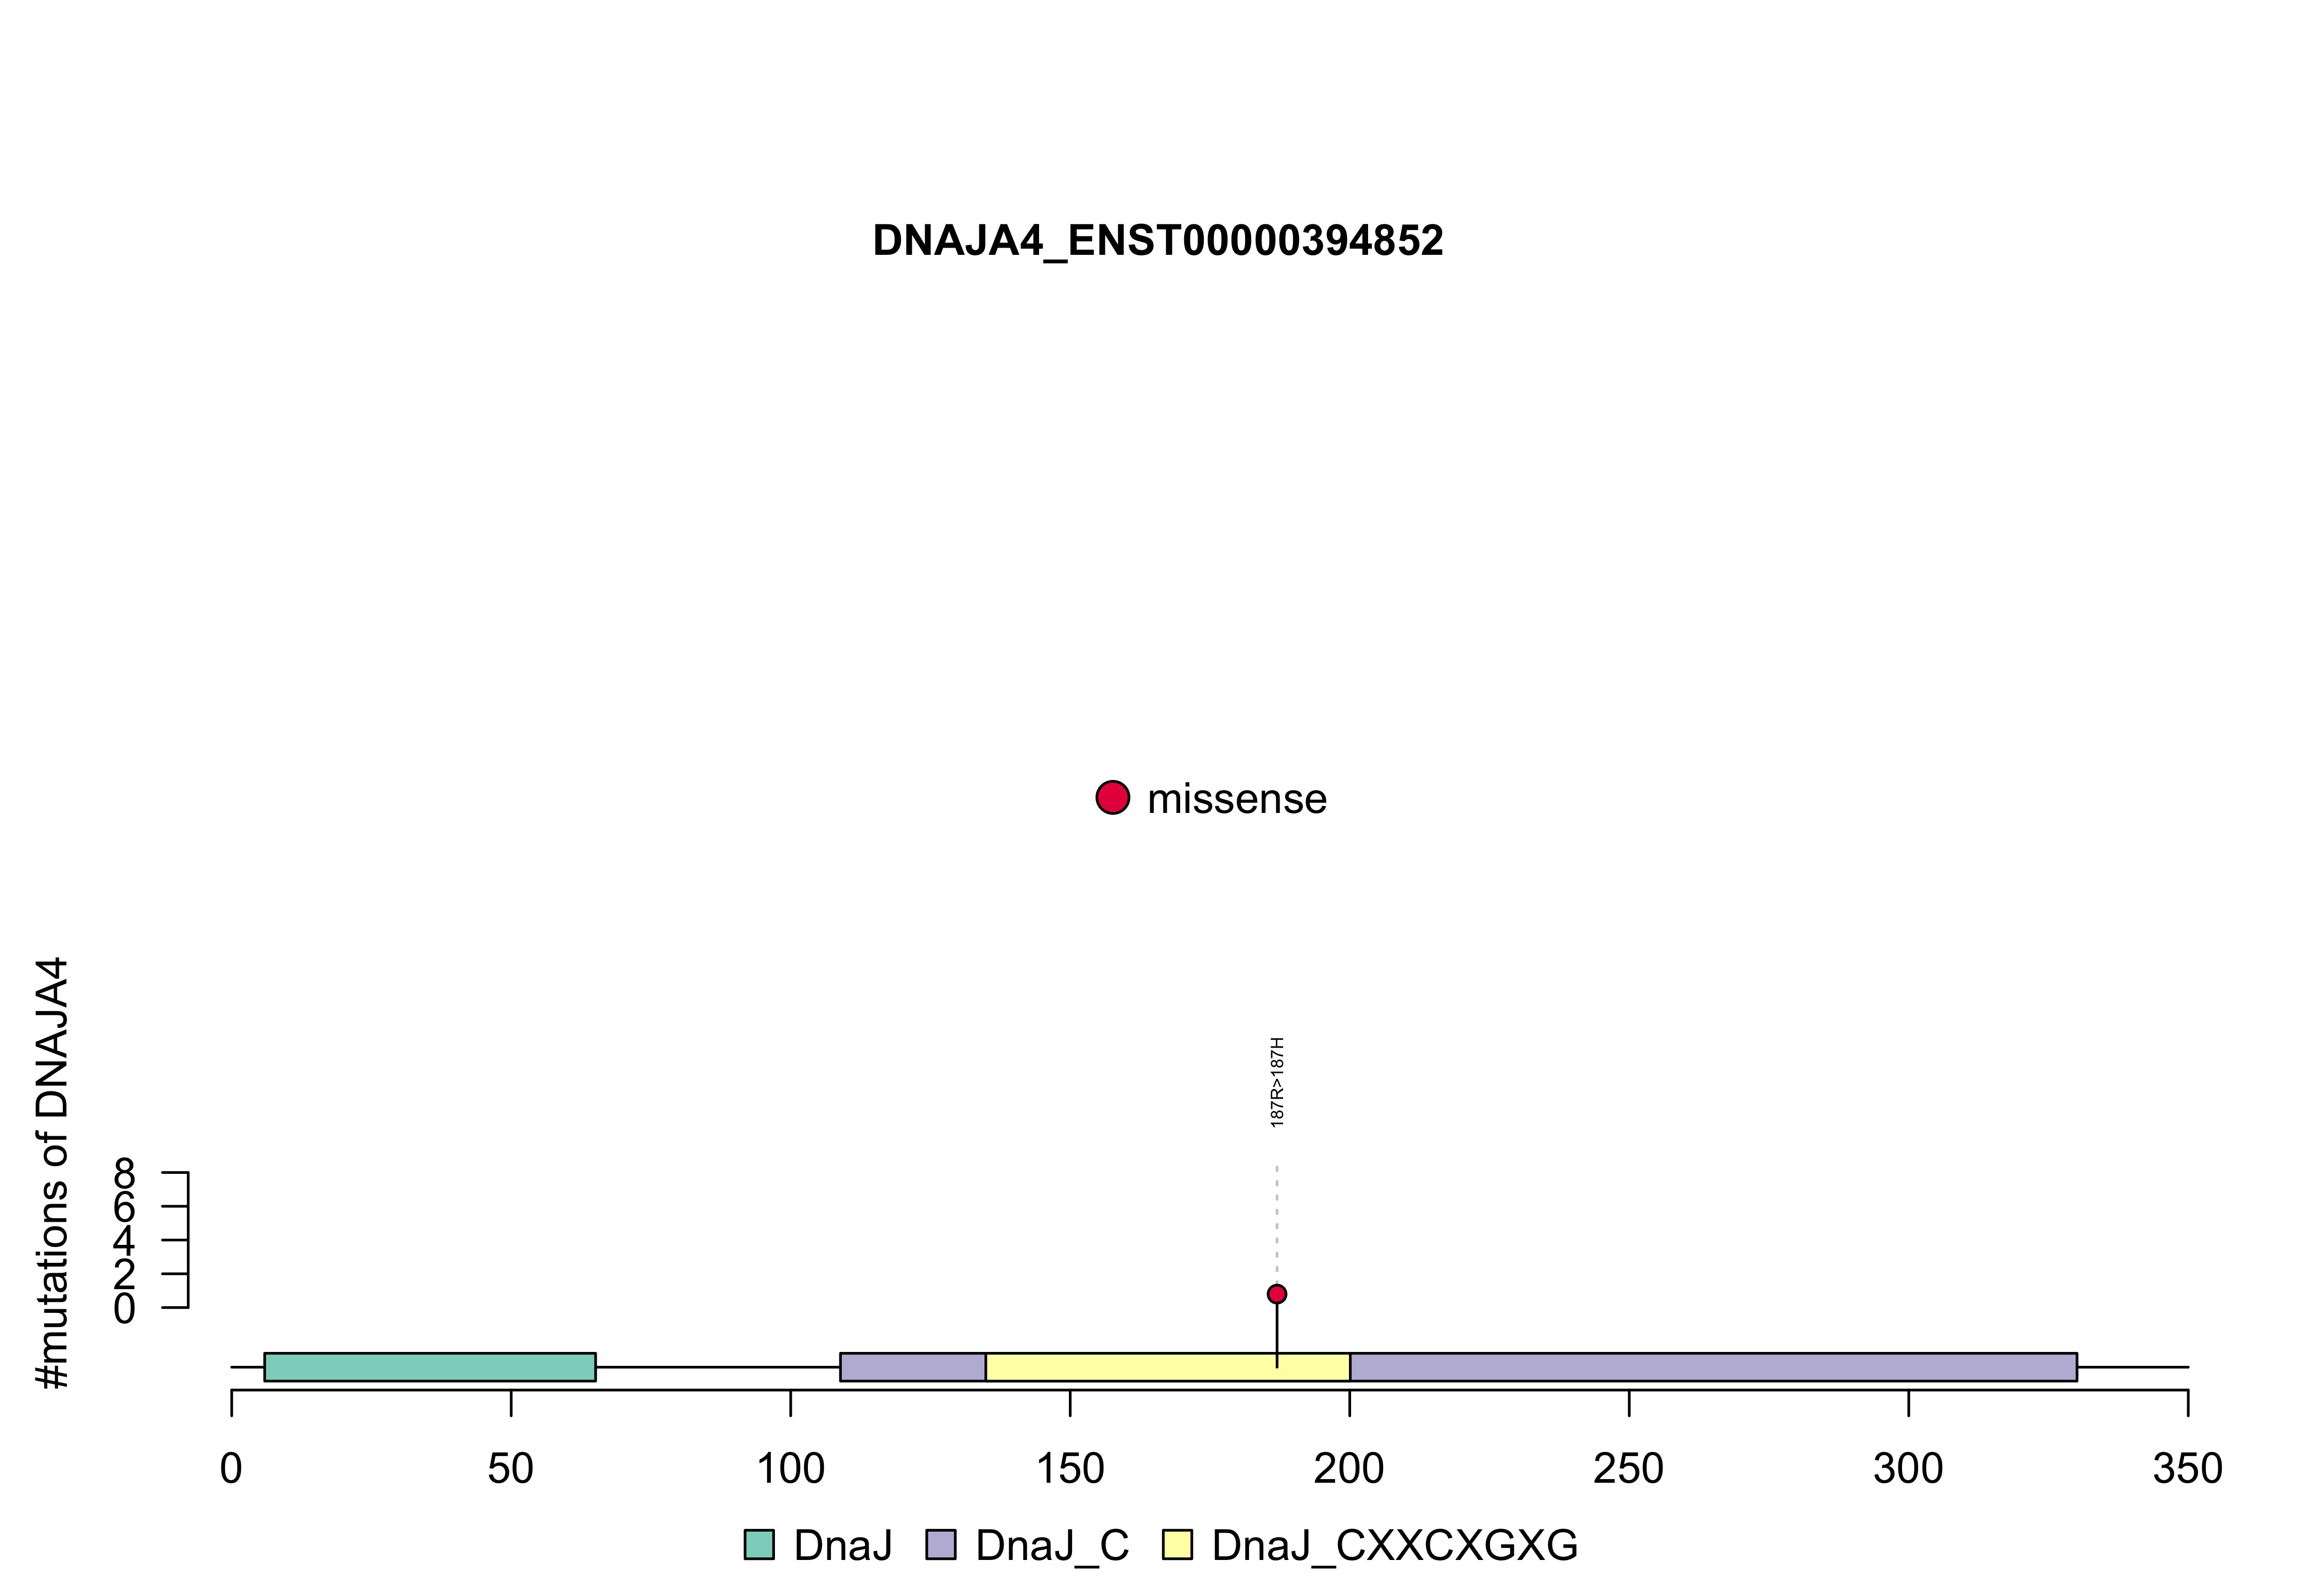 DNAJA4_ENST00000394852
missense
#mutations of DNAJA4
187R>187H
8
6
4
2
0
0 50 100 150 200 250 300 350
DnaJ DnaJ_C DnaJ_CXXCXGXG